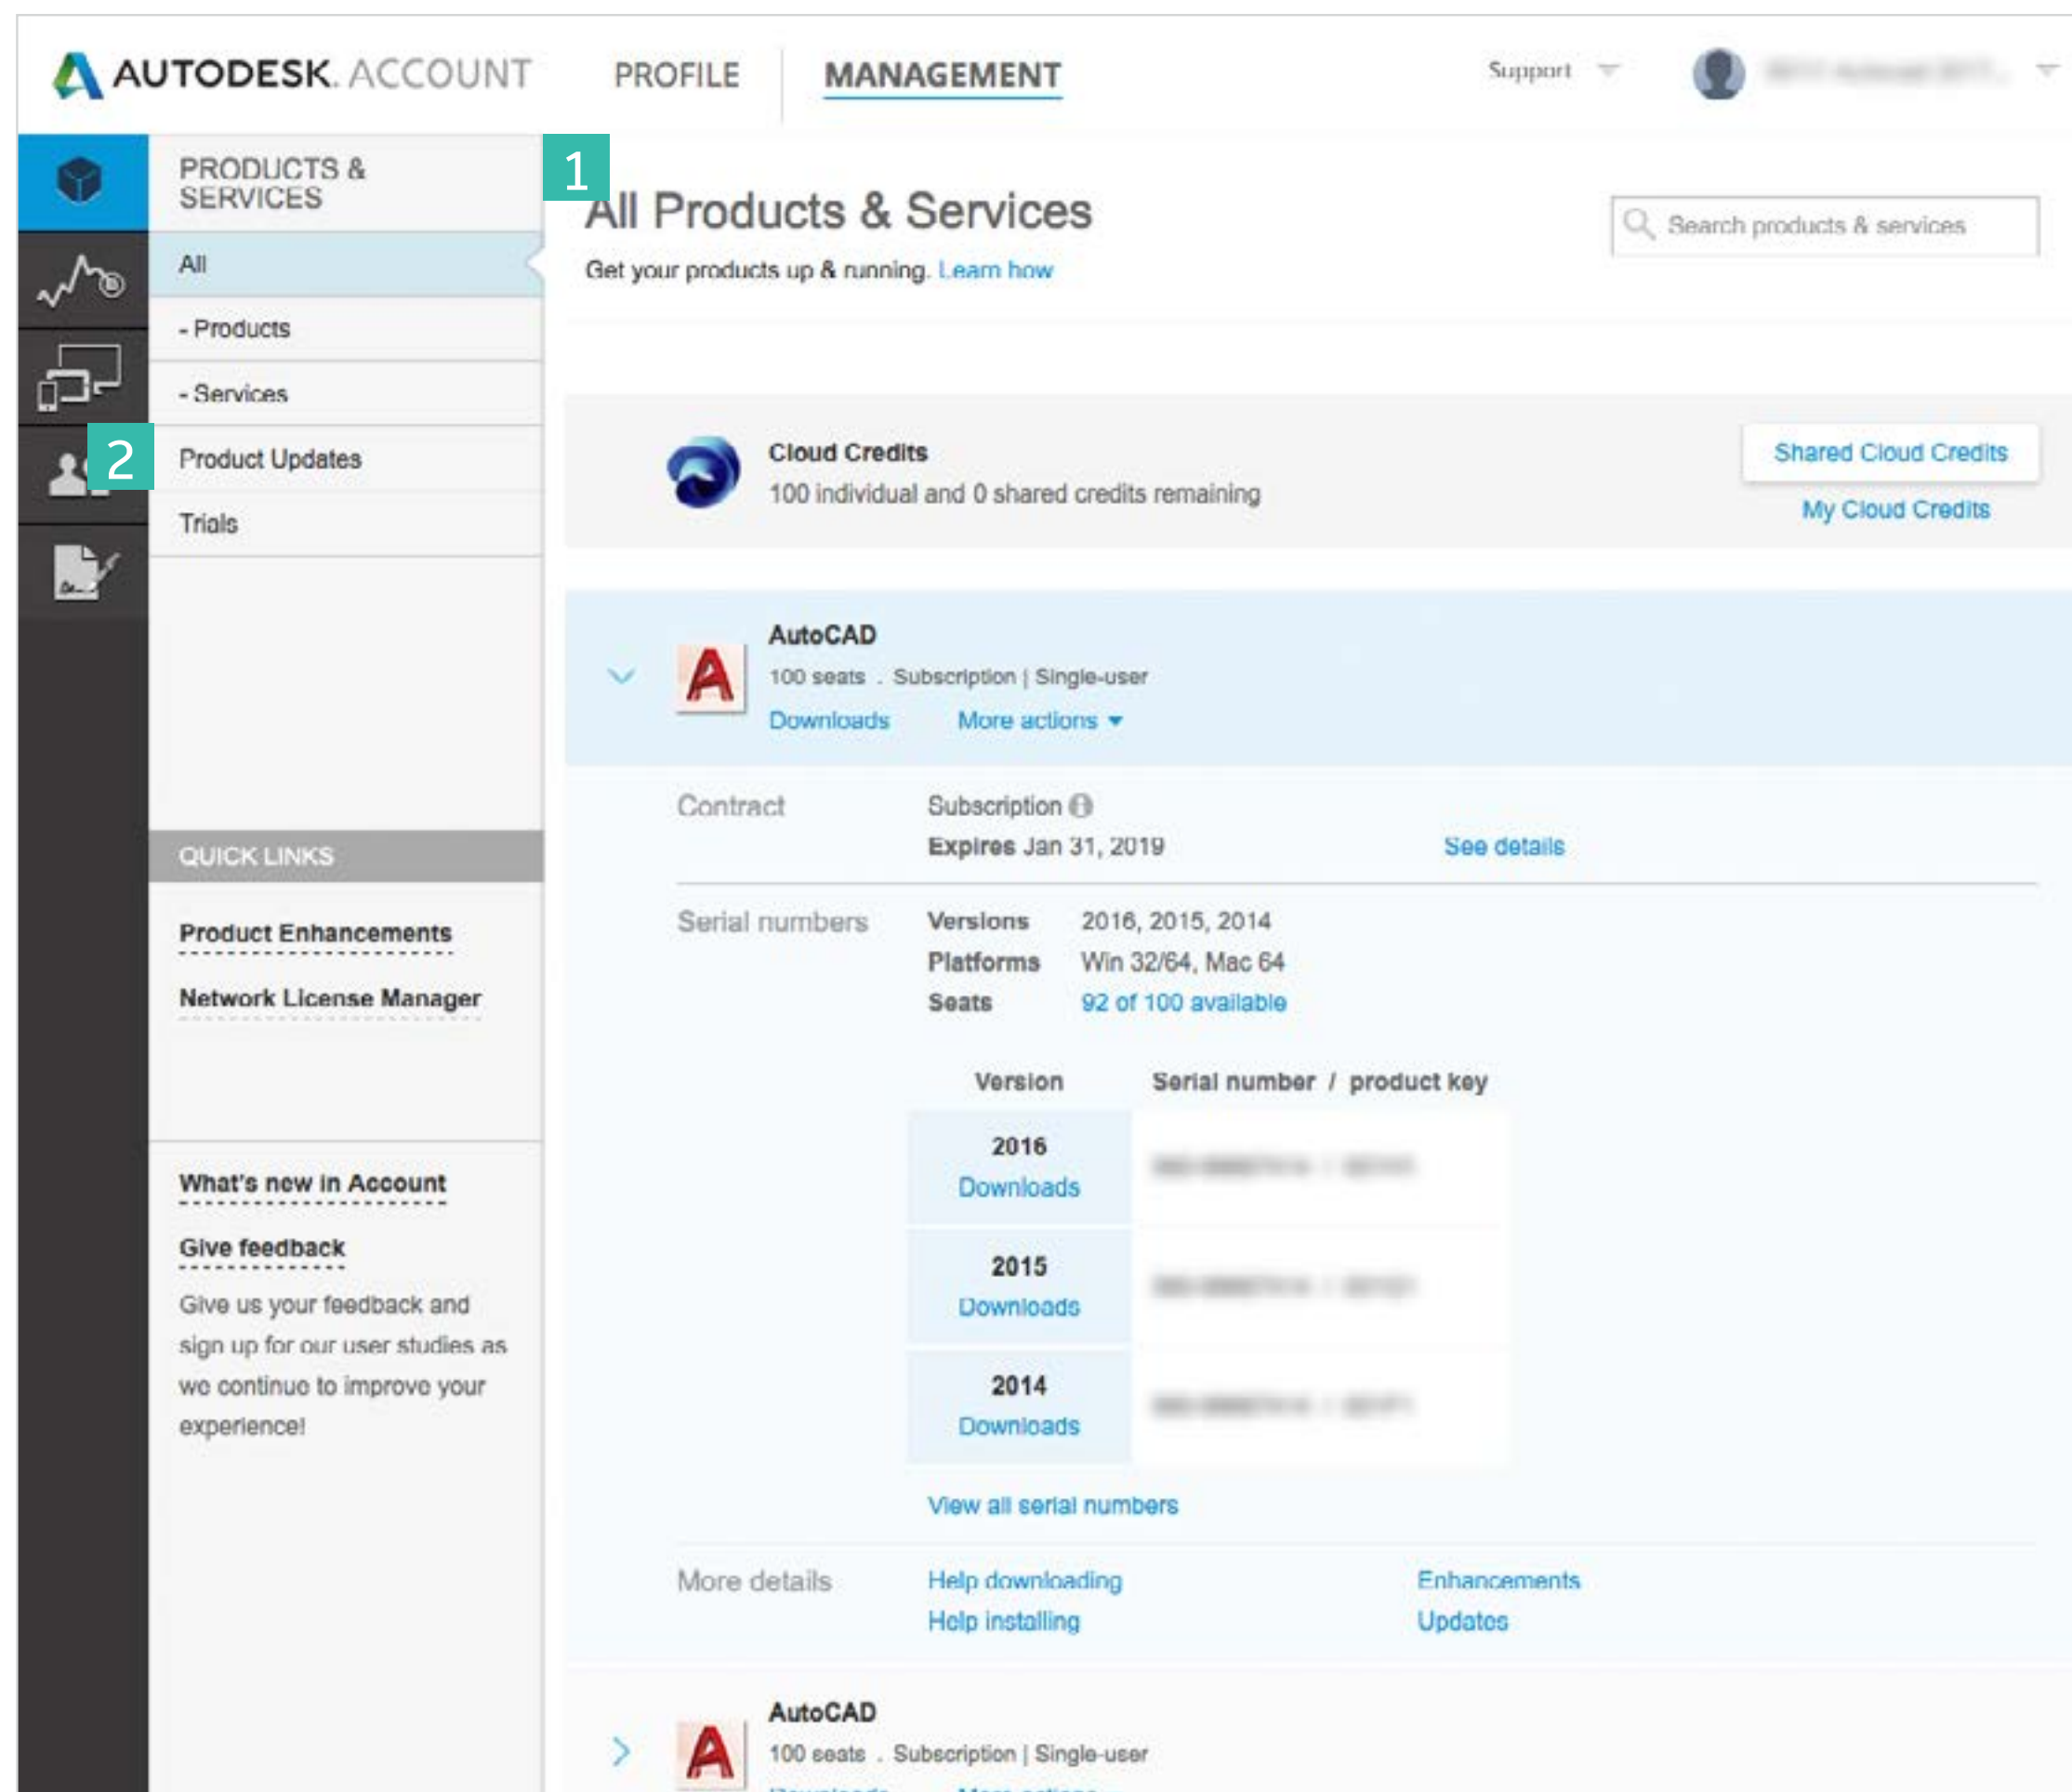 AUTODESK. ACCOUNT
PROFILE
MANAGEMENT
Support
1
2
PRODUCTS &
SERVICES
All
- Products
- Services
Product Updates
Trials
QUICK LINKS
Product Enhancements
Network License Manager
What's new in Account
Give feedback
Give us your feedback and
sign up for our user studies as
we continue to improve your
experience!
All Products & Services
Get your products up & running. Learn how
Search products & services
Cloud Credits
100 individual and 0 shared credits remaining
Shared Cloud Credits
My Cloud Credits
AutoCAD
100 seats . Subscription | Single-user
Downloads More actions
Contract Subscription
Expires Jan 31, 2019 See details
Serial numbers Versions 2016, 2015, 2014
Platforms Win 32/64, Mac 64
Seats 92 of 100 available
Version Serial number / product key
2016
Downloads
2015
Downloads
2014
Downloads
View all serial numbers
More details Help downloading Enhancements
Help installing Updates
AutoCAD
100 seats . Subscription | Single-user